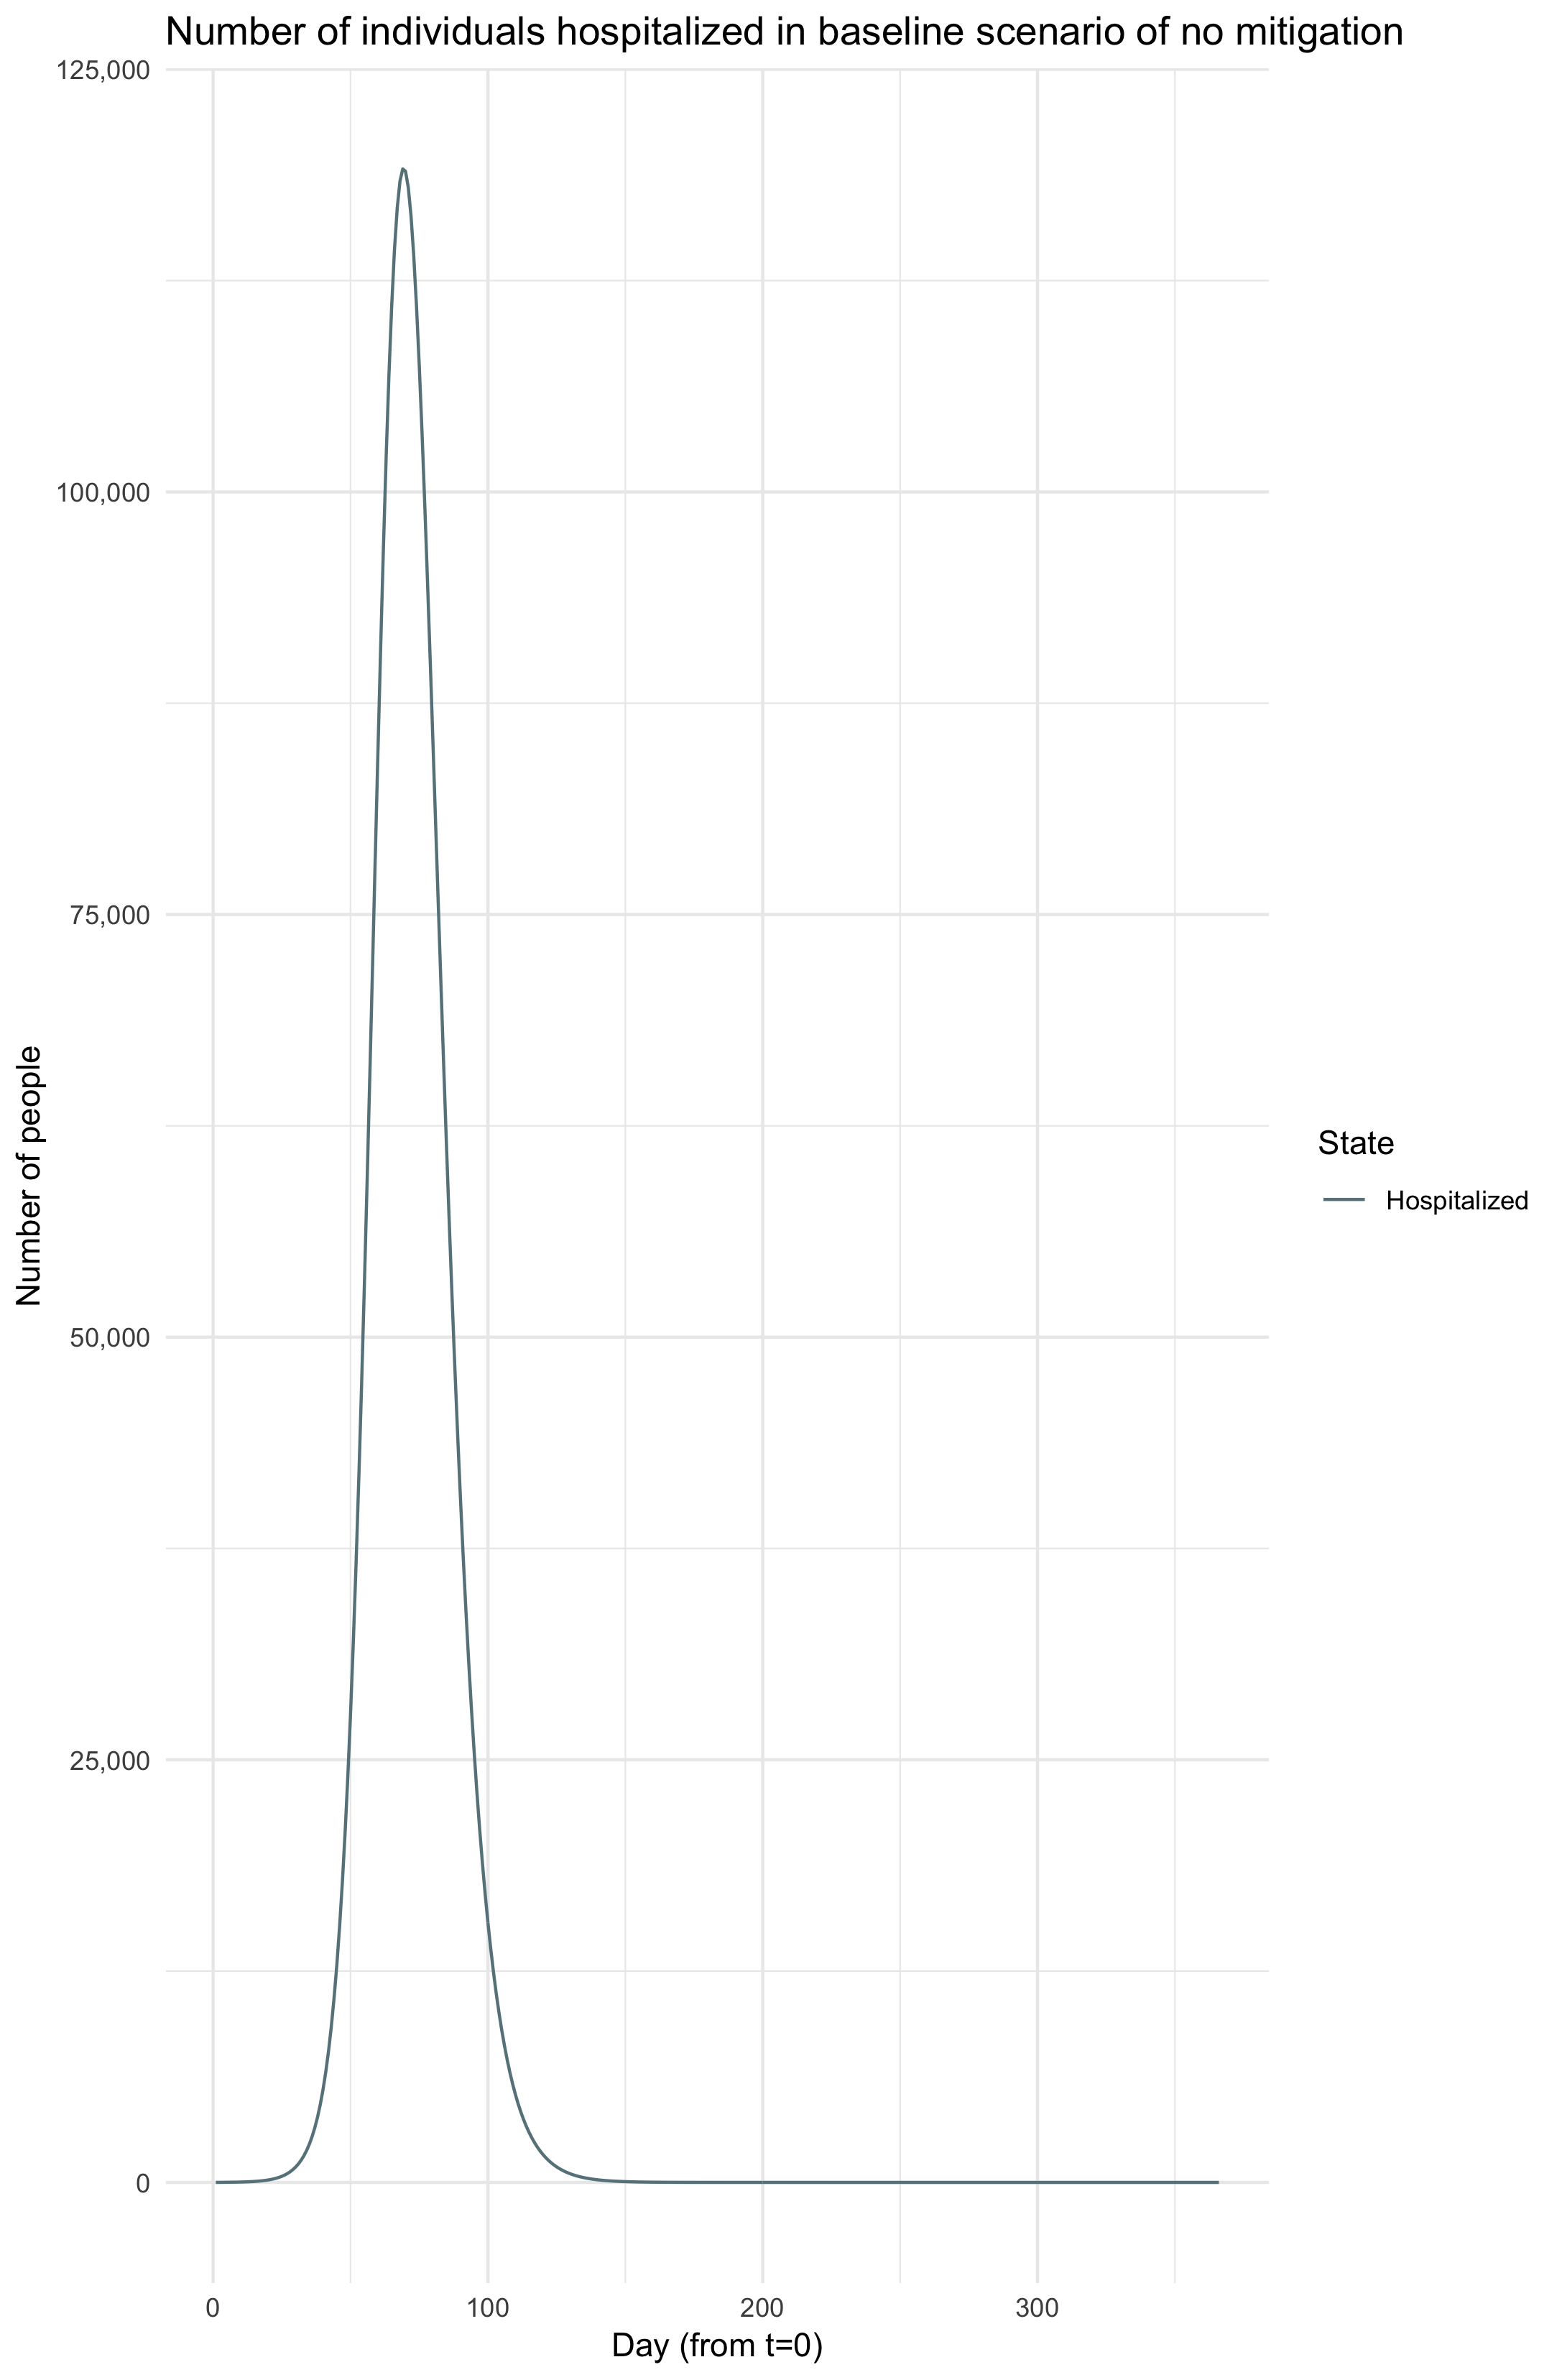 Number of individuals hospitalized in baseline scenario of no mitigation
125,000
100,000
75,000
50,000
25,000
0
Number of people
State
Hospitalized
0
100
200
300
Day (from t=0)